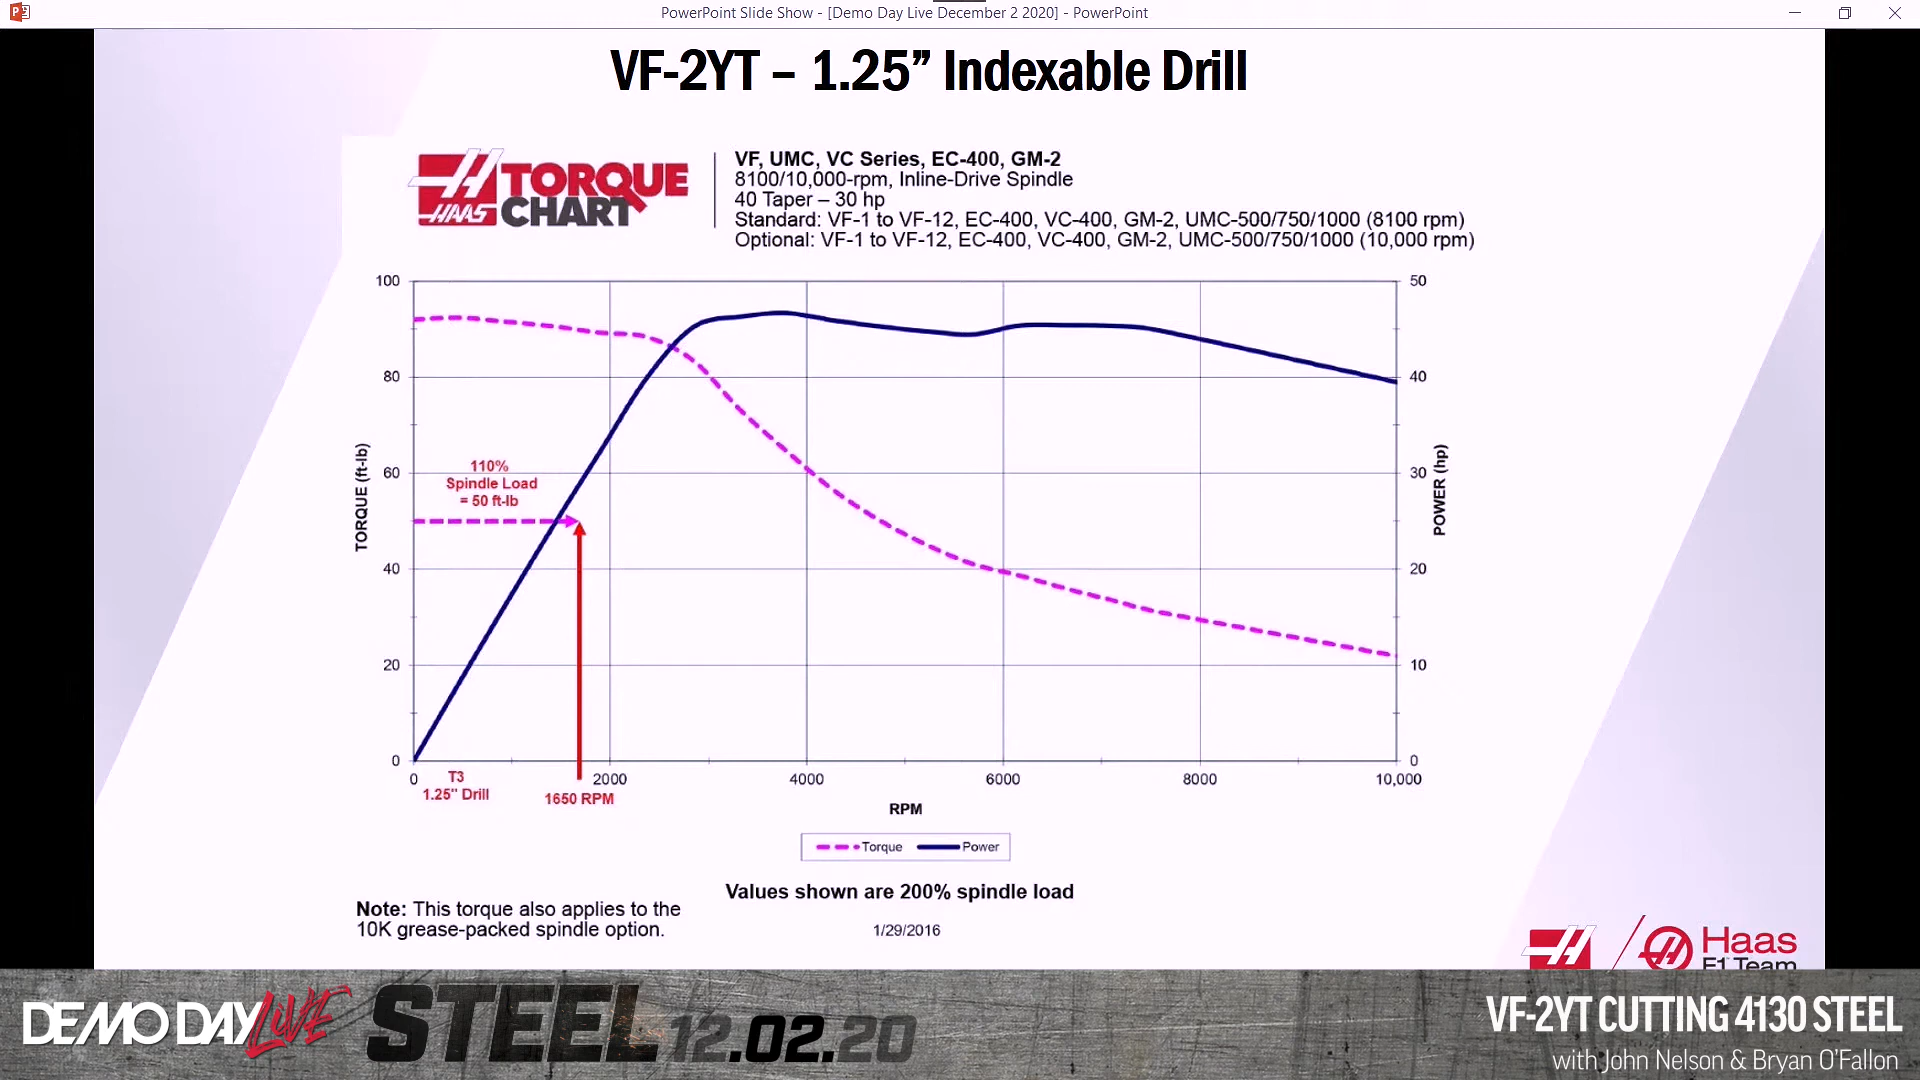 PowerPoint Slide Show - [Demo Day Live December 2 2020] - PowerPoint
VF-2YT – 1.25” Indexable Drill
HAAS
TORQUE
CHART
VF, UMC, VC Series, EC-400, GM-2
8100/10,000-rpm, Inline-Drive Spindle
40 Taper – 30 hp
Standard: VF-1 to VF-12, EC-400, VC-400, GM-2, UMC-500/750/1000 (8100 rpm)
Optional: VF-1 to VF-12, EC-400, VC-400, GM-2, UMC-500/750/1000 (10,000 rpm)
100
80
60
40
20
0
TORQUE (ft-lb)
50
40
30
20
10
0
POWER (hp)
110%
Spindle Load
= 50 ft-lb
0
2000
4000
6000
8000
10,000
T3
1.25" Drill
1650 RPM
RPM
Torque
Power
Values shown are 200% spindle load
1/29/2016
Note: This torque also applies to the
10K grease-packed spindle option.
Haas
F1 Team
DEMO DAY LIVE
STEEL 12.02.20
VF-2YT CUTTING 4130 STEEL
with John Nelson & Bryan O'Fallon